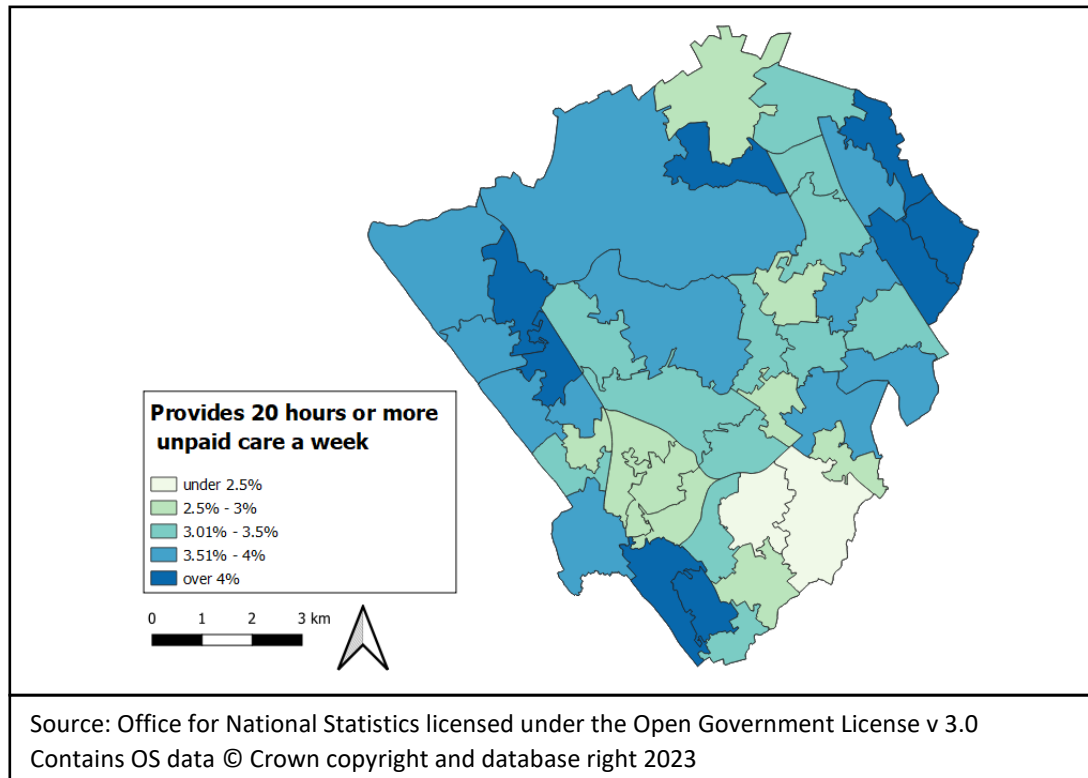 Provides 20 hours or more
unpaid care a week
under 2.5%
2.5% - 3%
3.01% - 3.5%
3.51% - 4%
over 4%
0 1 2 3 km
Source: Office for National Statistics licensed under the Open Government License v 3.0
Contains OS data © Crown copyright and database right 2023